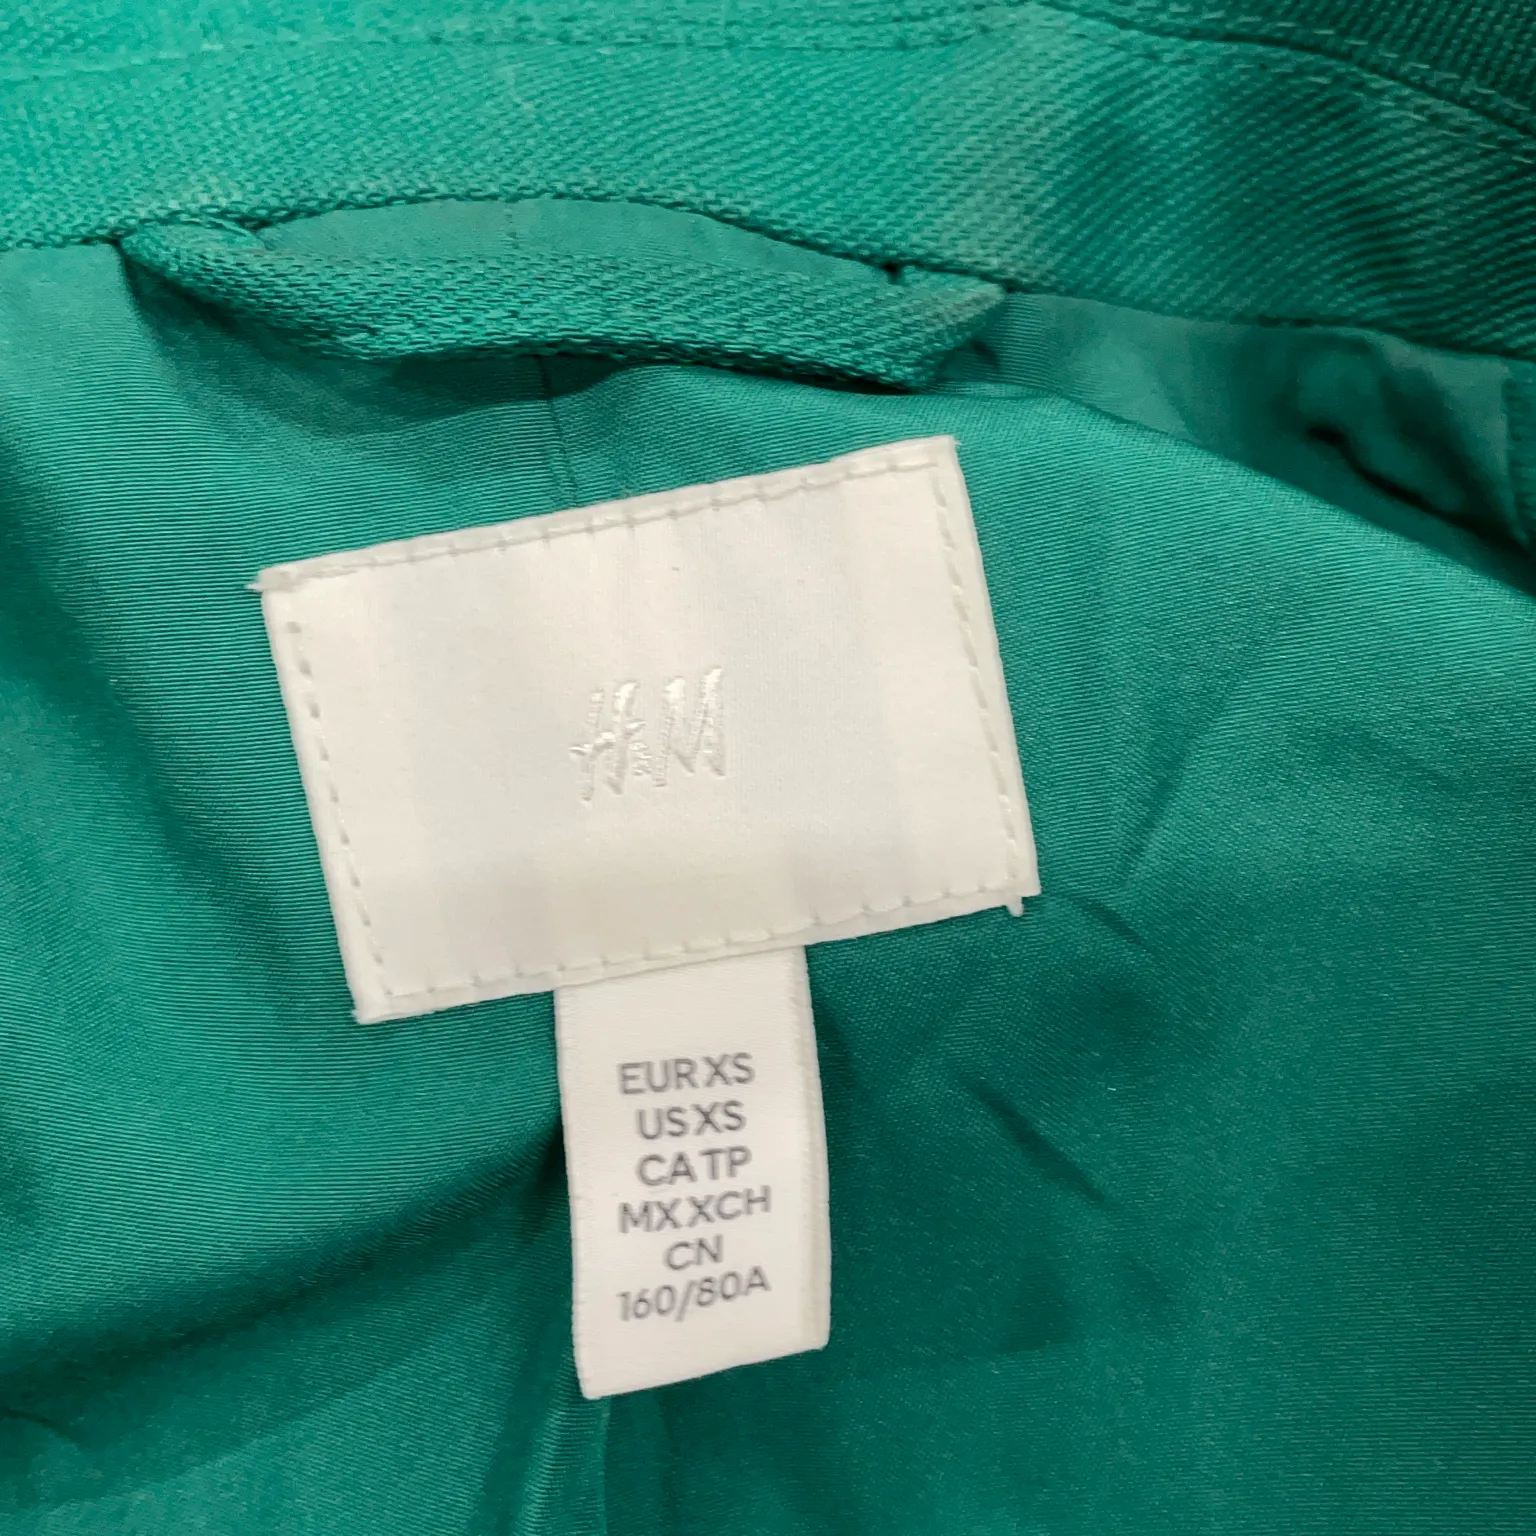 H&M
EUR XS
US XS
CA TP
MX XCH
CN
160/80A